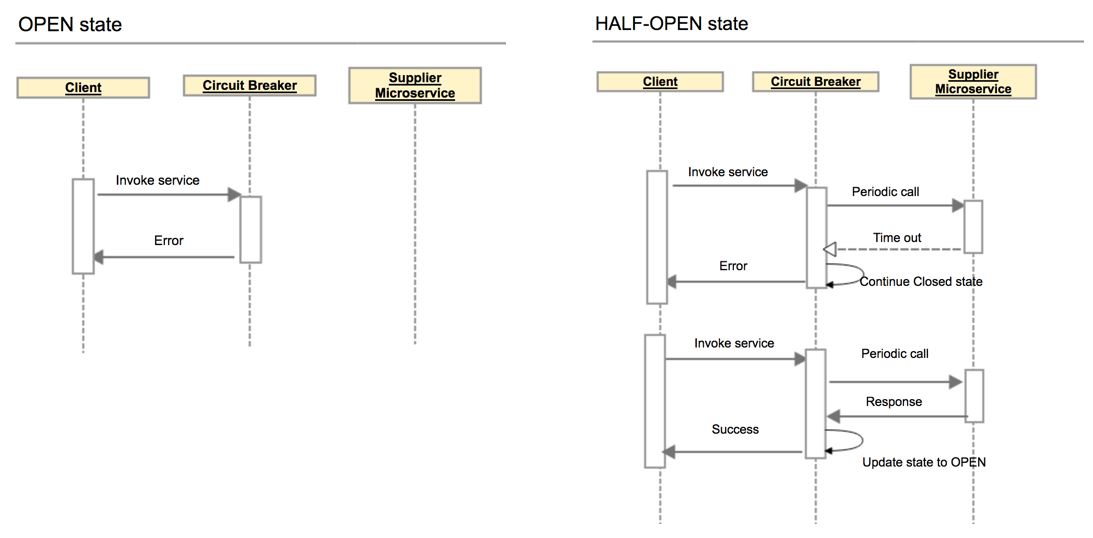 OPEN state
Client
Circuit Breaker
Supplier
Microservice
Invoke service
Error
HALF-OPEN state
Client
Circuit Breaker
Supplier
Microservice
Invoke service
Periodic call
Time out
Error
Continue Closed state
Invoke service
Periodic call
Response
Success
Update state to OPEN